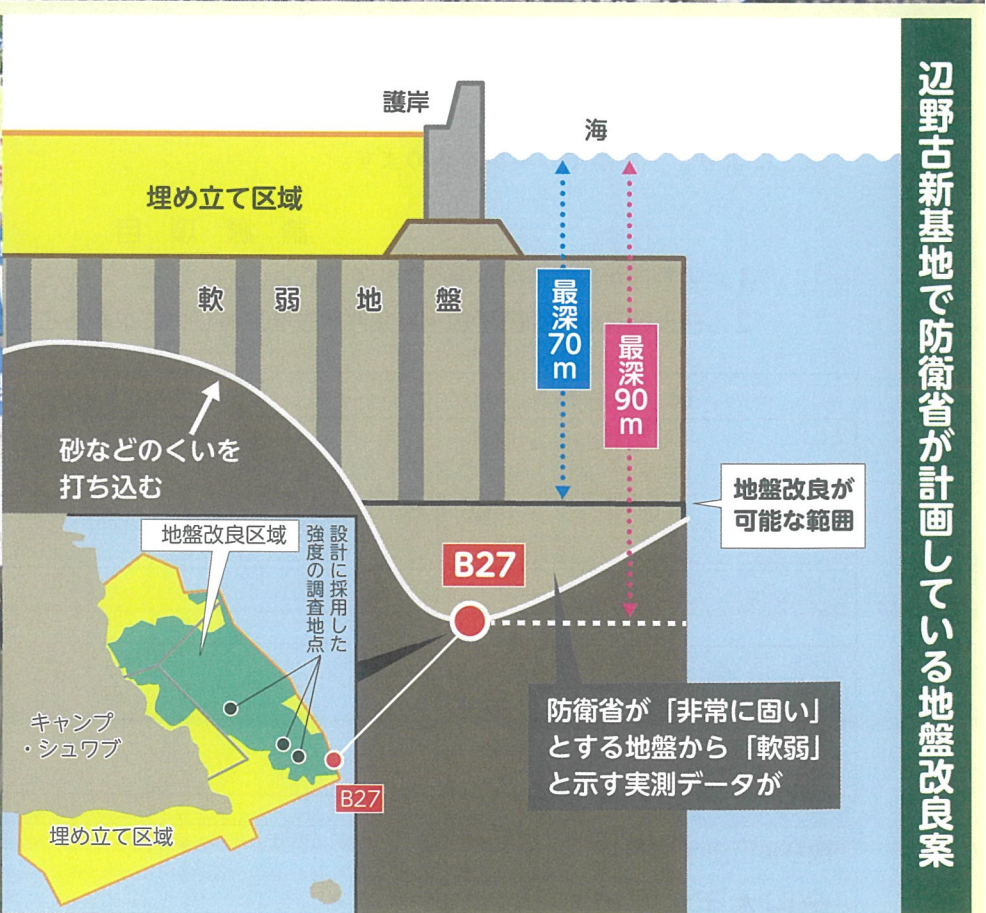 辺野古新基地で防衛省が計画している地盤改良案
護岸
海
埋め立て区域
軟弱地盤
最深70m
最深90m
砂などのくいを
打ち込む
地盤改良が
可能な範囲
B27
防衛省が「非常に固い」
とする地盤から「軟弱」
と示す実測データが
地盤改良区域
設計に採用した
強度の調査地点
キャンプ
・シュワブ
B27
埋め立て区域